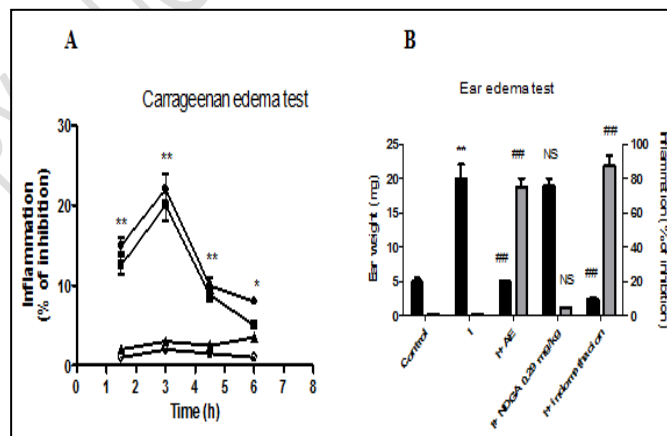 A
Carrageenan edema test
Inflammation
(% of inhibition)
30
20
10
0
**
**
**
*
0 1 2 3 4 5 6 7 8
Time (h)
B
Ear edema test
Ear weight (mg)
25
20
15
10
5
0
**
##
##
NS
NS
##
##
100
80
60
40
20
0
Inflammation (% of inhibition)
Control
I
I+ AE
I+ NDGA 0.29 mg/kg